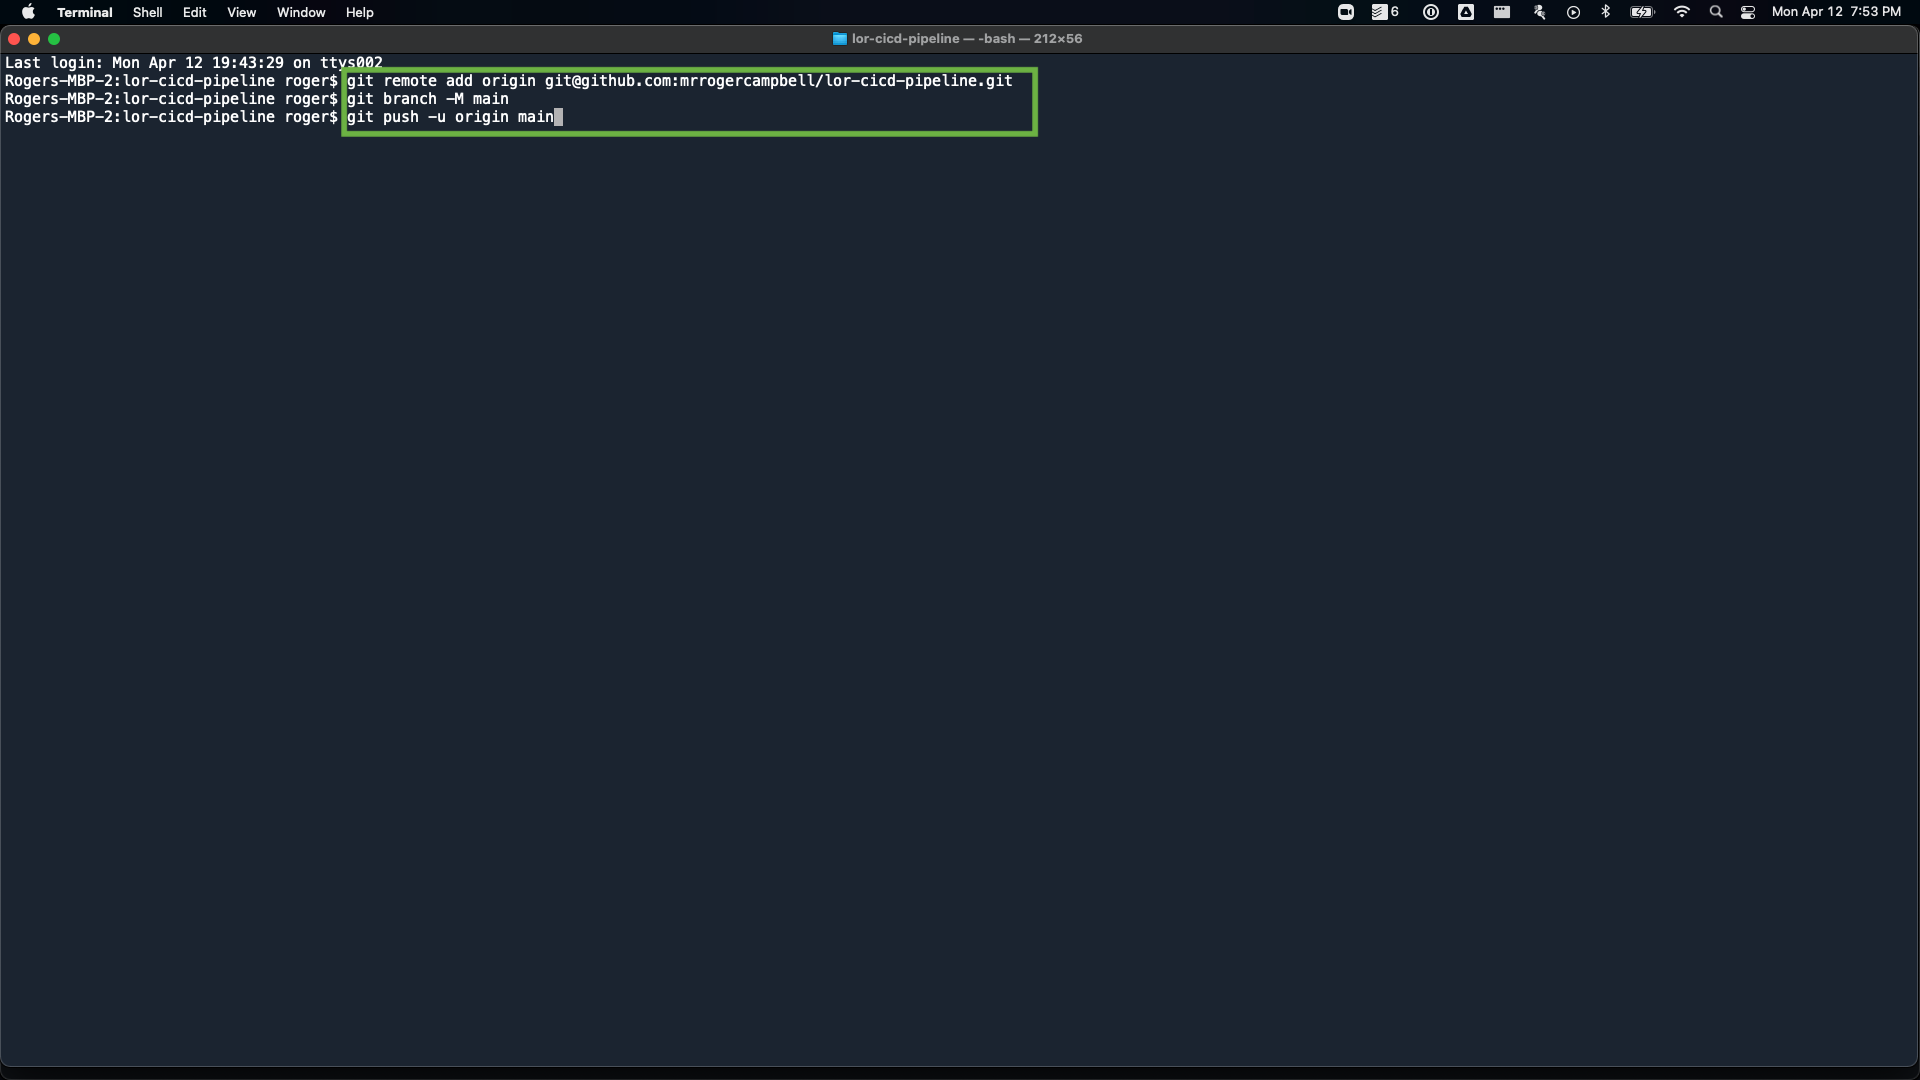 Terminal Shell Edit View Window Help 6 Mon Apr 12 7:53 PM
lor-cicd-pipeline — -bash — 212×56
Last login: Mon Apr 12 19:43:29 on ttys002
Rogers-MBP-2:lor-cicd-pipeline roger$ git remote add origin git@github.com:mrrogercampbell/lor-cicd-pipeline.git
Rogers-MBP-2:lor-cicd-pipeline roger$ git branch -M main
Rogers-MBP-2:lor-cicd-pipeline roger$ git push -u origin main